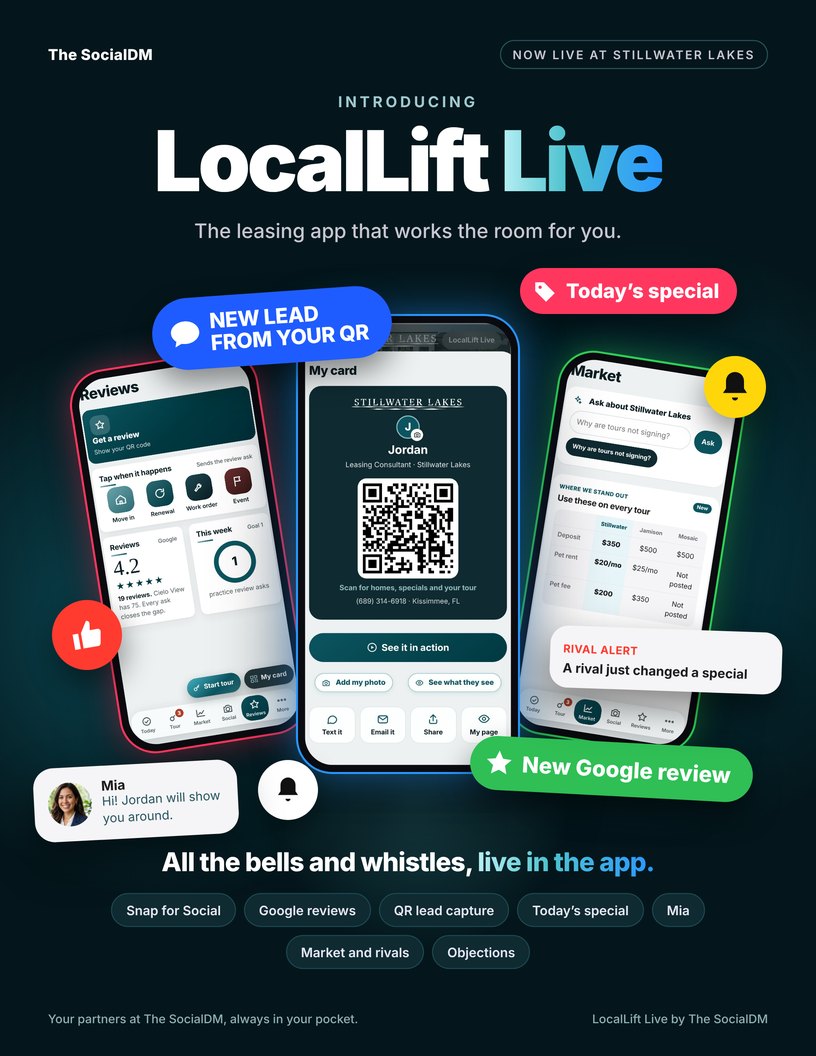 The SocialDM
NOW LIVE AT STILLWATER LAKES
INTRODUCING
LocalLift Live
The leasing app that works the room for you.
Today’s special
NEW LEAD
FROM YOUR QR
Reviews
Get a review
Show your QR code
Tap when it happens
Sends the review ask
Move in
Renewal
Work order
Event
Reviews
Google
4.2
★★★★★
19 reviews. Cielo View
has 75. Every ask
closes the gap.
This week
Goal 1
1
practice review asks
Start tour
My card
Today
Tour
3
Market
Social
Reviews
More
LAKES
LocalLift Live
My card
STILLWATER LAKES
J
Jordan
Leasing Consultant · Stillwater Lakes
Scan for homes, specials and your tour
(689) 314-6918 · Kissimmee, FL
See it in action
Add my photo
See what they see
Text it
Email it
Share
My page
Market
Ask about Stillwater Lakes
Why are tours not signing?
Ask
Why are tours not signing?
WHERE WE STAND OUT
Use these on every tour
New
Stillwater
Jamison
Mosaic
Deposit
$350
$500
$500
Pet rent
$20/mo
$25/mo
Not
posted
Pet fee
$200
$350
Not
posted
RIVAL ALERT
A rival just changed a special
Today
Tour
3
Market
Social
Reviews
More
New Google review
Mia
Hi! Jordan will show
you around.
All the bells and whistles, live in the app.
Snap for Social
Google reviews
QR lead capture
Today’s special
Mia
Market and rivals
Objections
Your partners at The SocialDM, always in your pocket.
LocalLift Live by The SocialDM